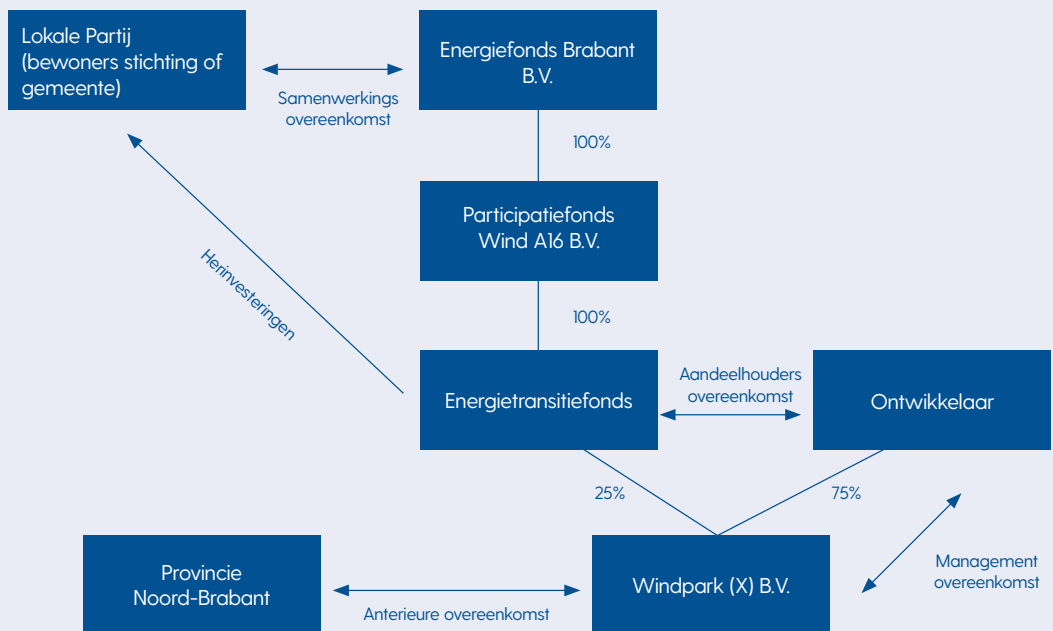 Lokale Partij
(bewoners stichting of
gemeente)
Samenwerkings
overeenkomst
Energiefonds Brabant
B.V.
100%
Participatiefonds
Wind A16 B.V.
100%
Herinvesteringen
Energietransitiefonds
Aandeelhouders
overeenkomst
Ontwikkelaar
25%
75%
Provincie
Noord-Brabant
Anterieure overeenkomst
Windpark (X) B.V.
Management
overeenkomst